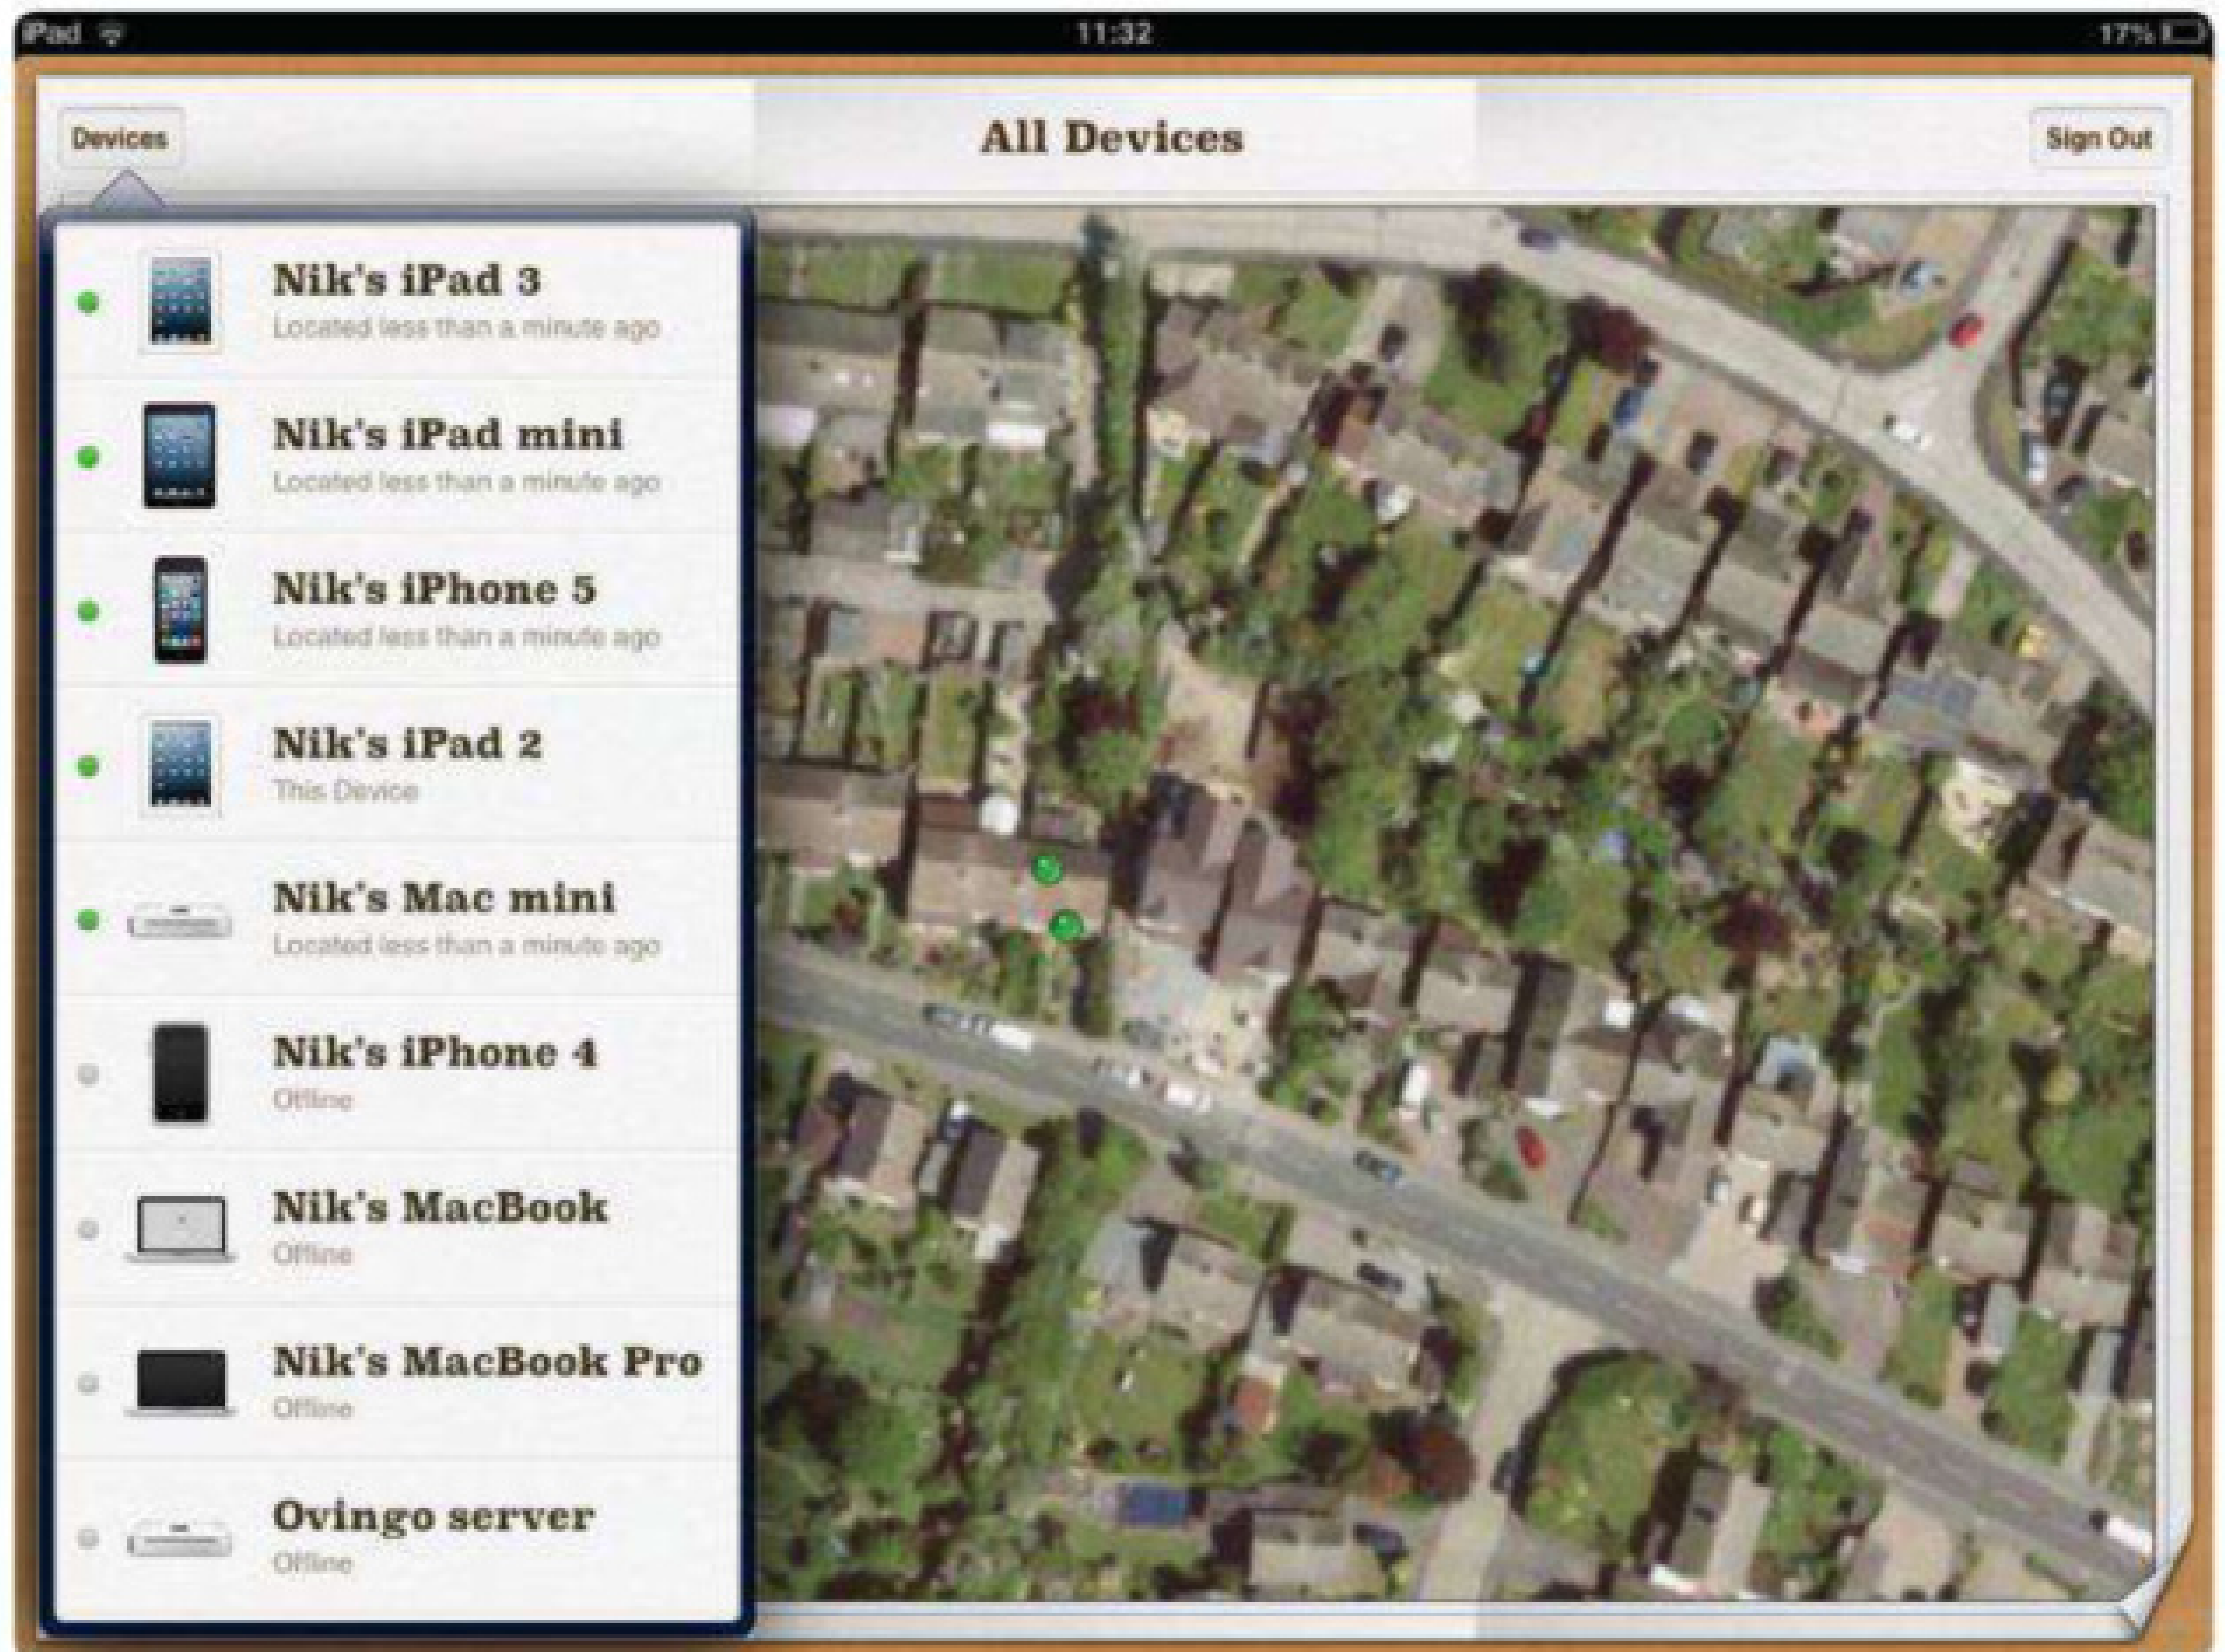 iPad
11:32
17%
Devices
All Devices
Sign Out
Nik's iPad 3
Located less than a minute ago
Nik's iPad mini
Located less than a minute ago
Nik's iPhone 5
Located less than a minute ago
Nik's iPad 2
This Device
Nik's Mac mini
Located less than a minute ago
Nik's iPhone 4
Offline
Nik's MacBook
Offline
Nik's MacBook Pro
Offline
Ovingo server
Offline